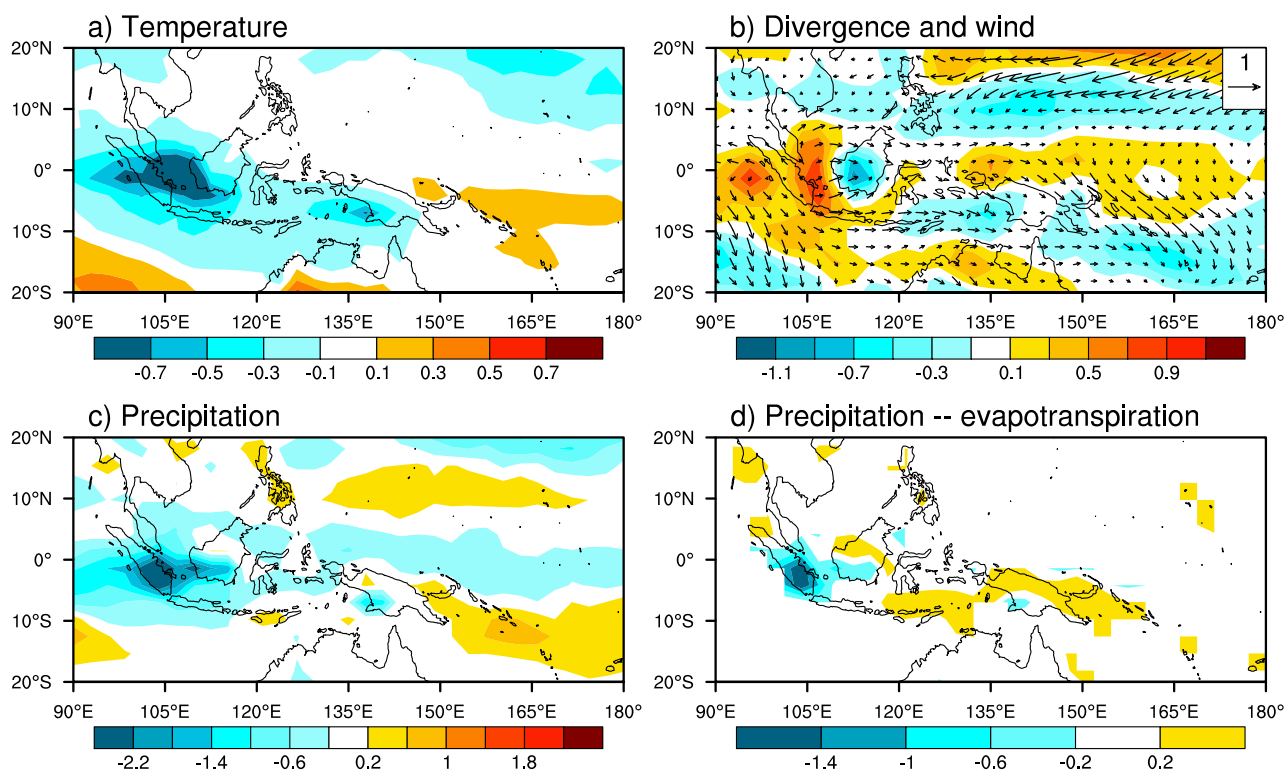 a) Temperature
20°N
10°N
0°
10°S
20°S
90°E 105°E 120°E 135°E 150°E 165°E 180°
-0.7 -0.5 -0.3 -0.1 0.1 0.3 0.5 0.7
b) Divergence and wind
1
20°N
10°N
0°
10°S
20°S
90°E 105°E 120°E 135°E 150°E 165°E 180°
-1.1 -0.7 -0.3 0.1 0.5 0.9
c) Precipitation
20°N
10°N
0°
10°S
20°S
90°E 105°E 120°E 135°E 150°E 165°E 180°
-2.2 -1.4 -0.6 0.2 1 1.8
d) Precipitation -- evapotranspiration
20°N
10°N
0°
10°S
20°S
90°E 105°E 120°E 135°E 150°E 165°E 180°
-1.4 -1 -0.6 -0.2 0.2